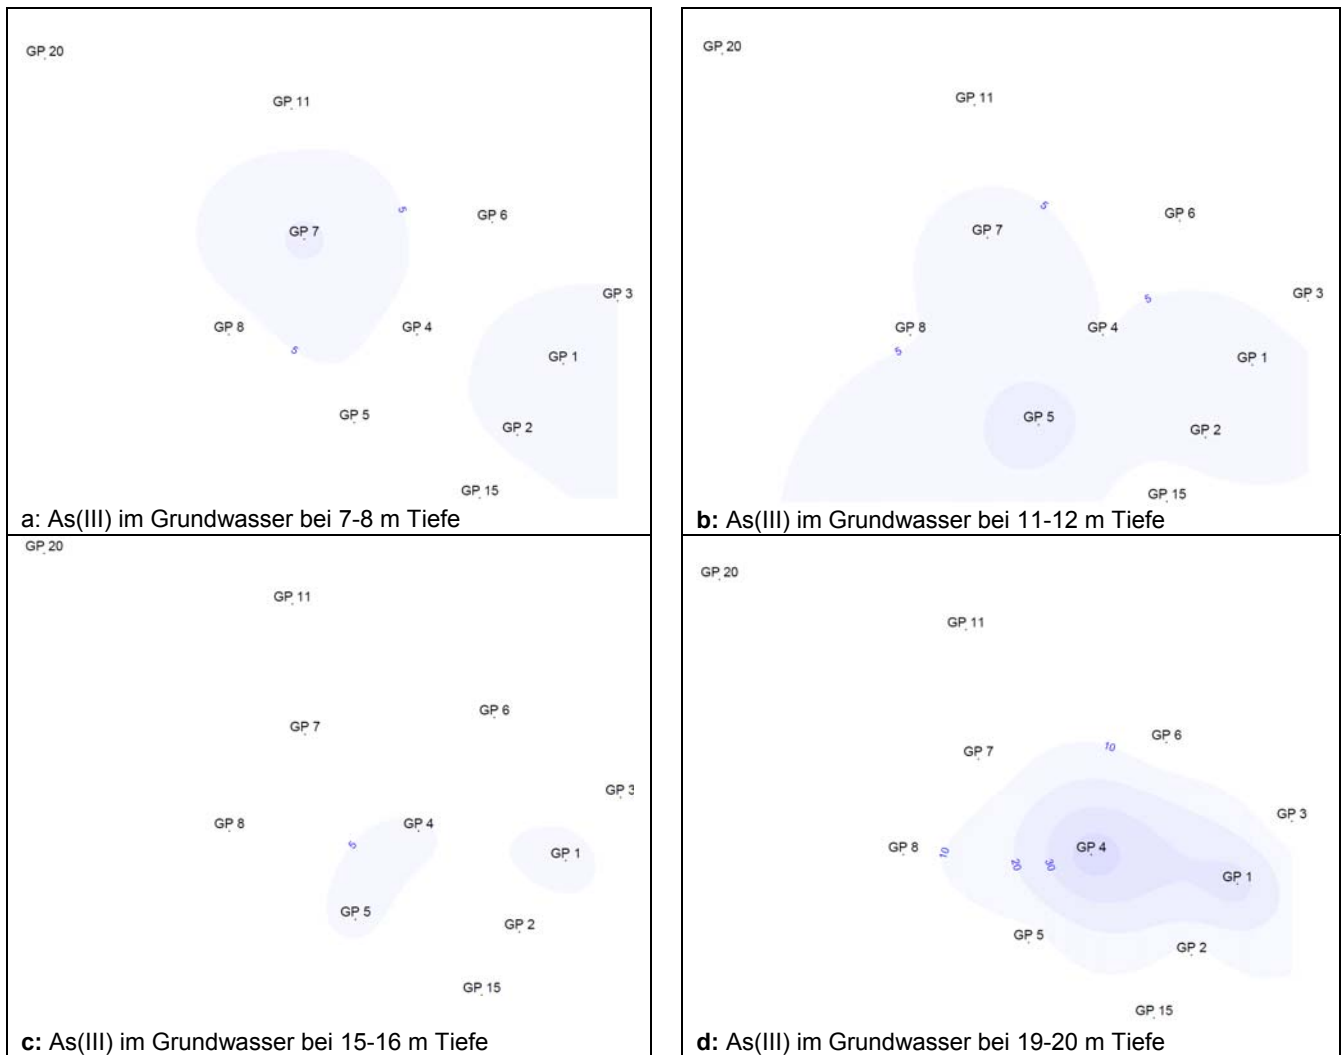 GP 20
GP 11
5
GP 6
GP 7
GP 3
GP 8
GP 4
5
GP 1
GP 5
GP 2
GP 15
a: As(III) im Grundwasser bei 7-8 m Tiefe
GP 20
GP 11
5
GP 6
GP 7
GP 3
5
GP 8
GP 4
5
GP 1
GP 5
GP 2
GP 15
b: As(III) im Grundwasser bei 11-12 m Tiefe
GP 20
GP 11
GP 6
GP 7
GP 3
GP 8
GP 4
5
GP 1
GP 5
GP 2
GP 15
c: As(III) im Grundwasser bei 15-16 m Tiefe
GP 20
GP 11
GP 6
10
GP 7
GP 3
GP 8
10
GP 4
20
30
GP 1
GP 5
GP 2
GP 15
d: As(III) im Grundwasser bei 19-20 m Tiefe